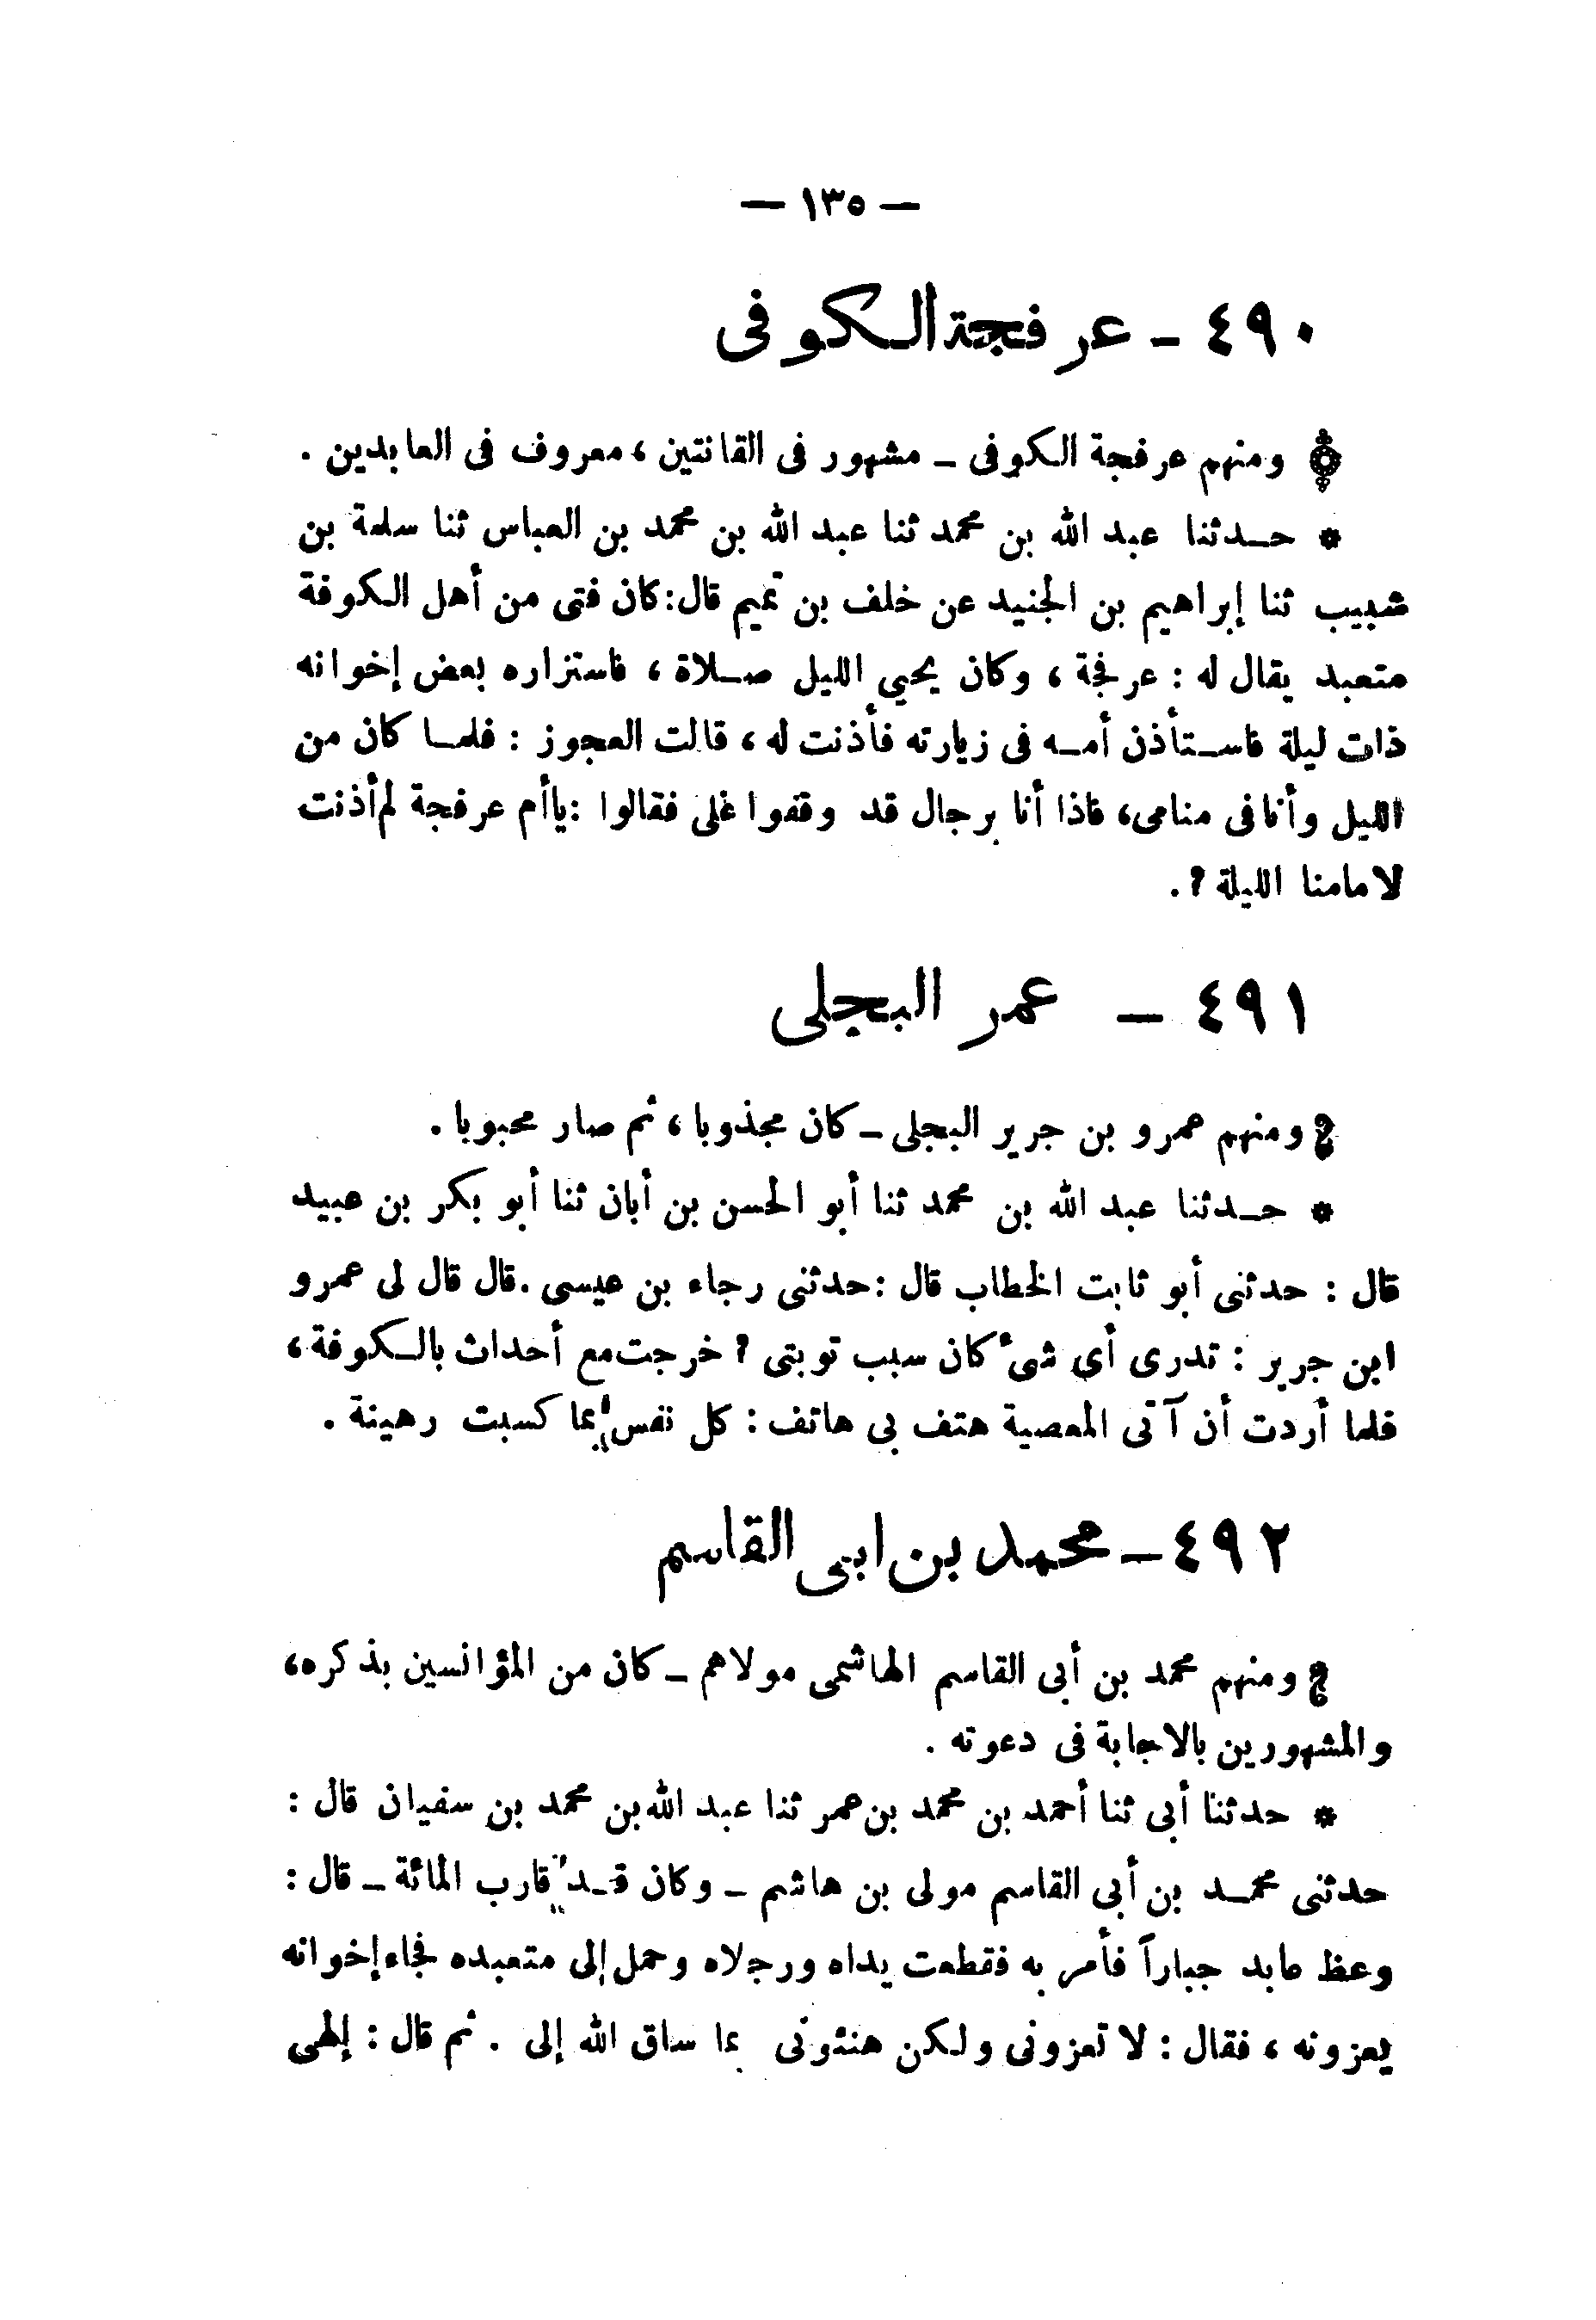 — ١٣٥ —
٤٩٠ - عرفجة الكوفى
ومنهم عرفجة الكوفى - مشهور فى القانتين ، معروف فى العابدين .
* حدثنا عبد الله بن محمد ثنا عبد الله بن محمد بن العباس ثنا سلمة بن
شبيب ثنا إبراهيم بن الجنيد عن خلف بن تميم قال : كان فتى من أهل الكوفة
متعبد يقال له : عرفجة ، وكان يحيي الليل صلاة ، فاستزاره بعض إخوانه
ذات ليلة فاستأذن أمه فى زيارته فأذنت له ، قالت العجوز : فلما كان من
الليل وأنا فى منامى، فاذا أنا برجال قد وقفوا على فقالوا : يا أم عرفجة لم أذنت
لامامنا الليلة ؟ .
٤٩١ - عمر البجلى
ومنهم عمرو بن جرير البجلى - كان مجذوبا ، ثم صار محبوبا .
* حدثنا عبد الله بن محمد ثنا أبو الحسن بن أبان ثنا أبو بكر بن عبيد
قال : حدثنى أبو ثابت الخطاب قال : حدثنى رجاء بن عيسى . قال قال لى عمرو
ابن جرير : تدرى أى شىء كان سبب توبتى ؟ خرجت مع أحداث بالكوفة ،
فلما أردت أن آتى المعصية هتف بى هاتف : كل نفس بما كسبت رهينة .
٤٩٢ - محمد بن ابى القاسم
ومنهم محمد بن أبى القاسم الهاشمى مولاهم - كان من المؤانسين بذكره،
والمشهورين بالاجابة فى دعوته .
* حدثنا أبى ثنا أحمد بن محمد بن عمر ثنا عبد الله بن محمد بن سفيان قال :
حدثنى محمد بن أبى القاسم مولى بن هاشم - وكان قد قارب المائة - قال :
وعظ عابد جباراً فأمر به فقطعت يداه ورجلاه وحمل إلى متعبده فجاء إخوانه
يعزونه ، فقال : لا تعزونى ولكن هنئونى بما ساق الله إلى . ثم قال : إلهى